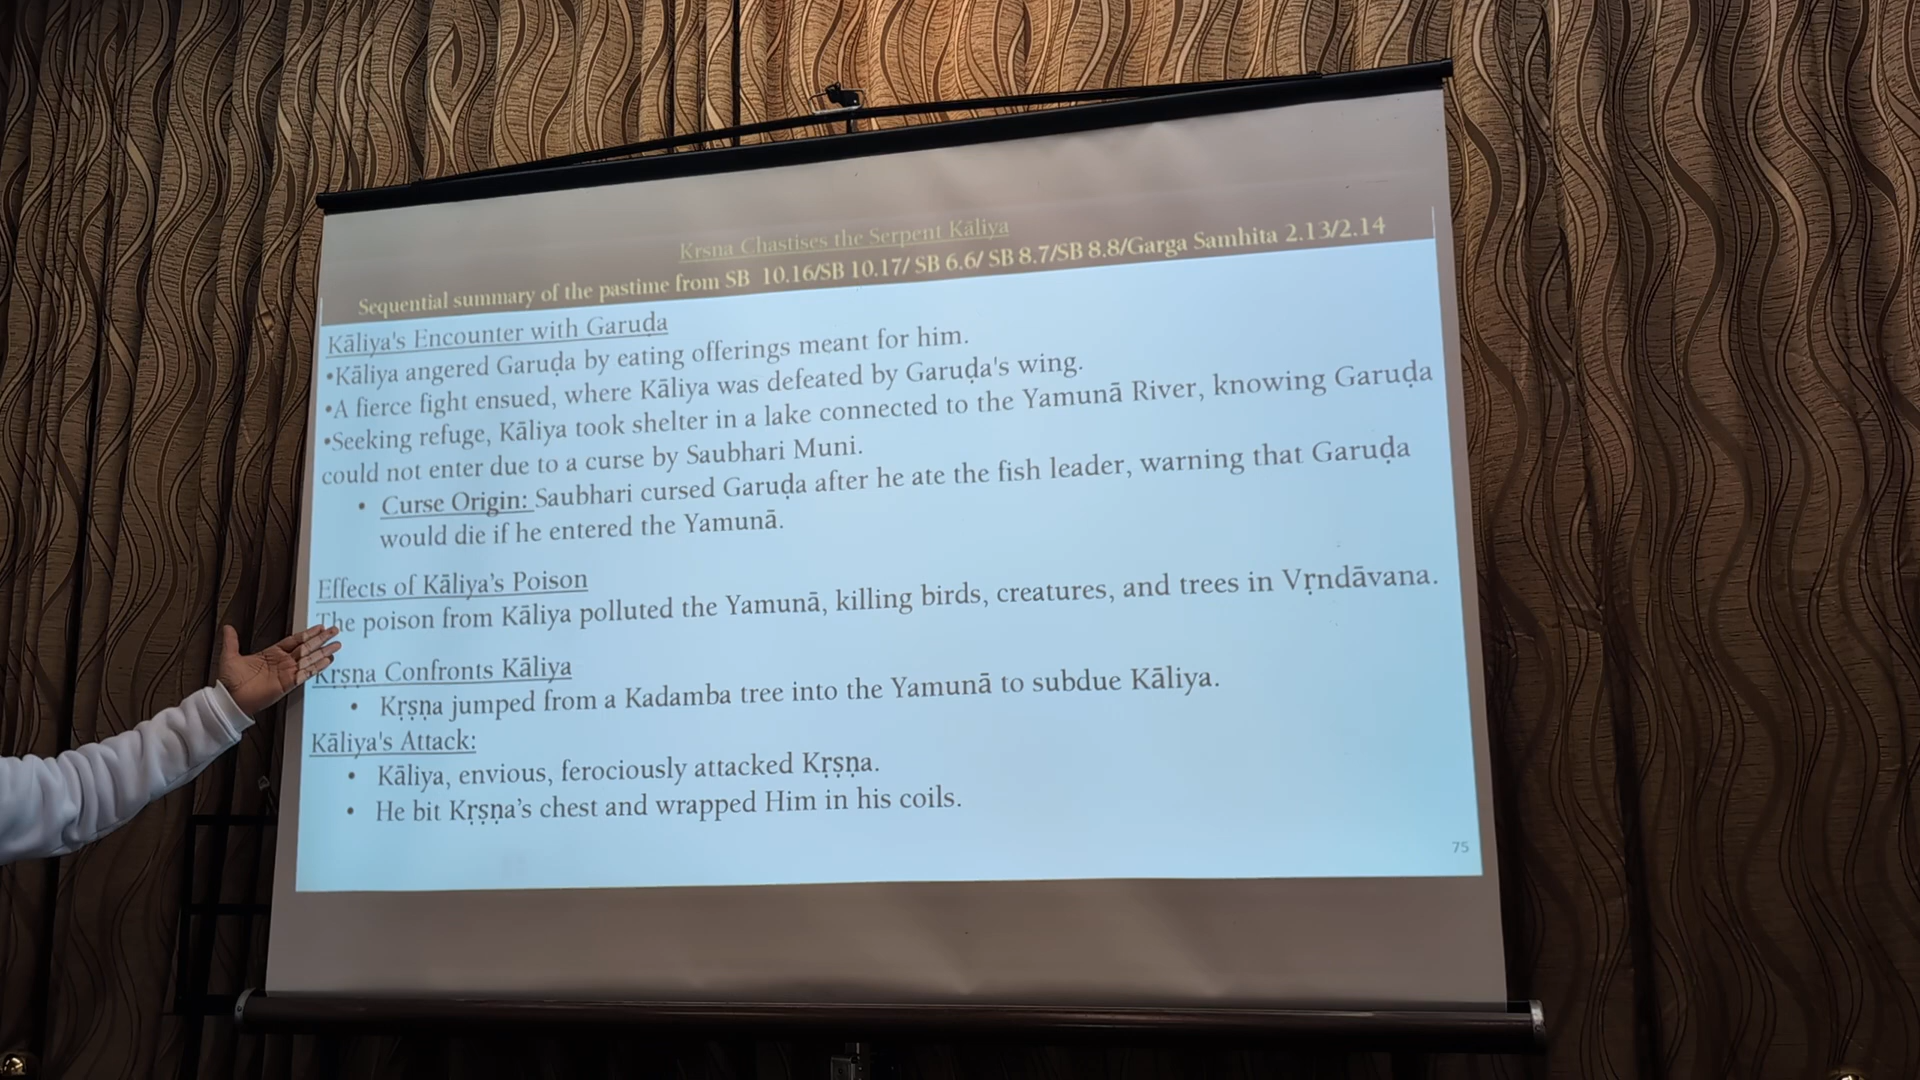 Krsna Chastises the Serpent Kāliya
Sequential summary of the pastime from SB 10.16/SB 10.17/ SB 6.6/ SB 8.7/SB 8.8/Garga Samhita 2.13/2.14
Kāliya's Encounter with Garuḍa
•Kāliya angered Garuḍa by eating offerings meant for him.
•A fierce fight ensued, where Kāliya was defeated by Garuḍa's wing.
•Seeking refuge, Kāliya took shelter in a lake connected to the Yamunā River, knowing Garuḍa
could not enter due to a curse by Saubhari Muni.
• Curse Origin: Saubhari cursed Garuḍa after he ate the fish leader, warning that Garuḍa
would die if he entered the Yamunā.
Effects of Kāliya’s Poison
The poison from Kāliya polluted the Yamunā, killing birds, creatures, and trees in Vṛndāvana.
Kṛṣṇa Confronts Kāliya
• Kṛṣṇa jumped from a Kadamba tree into the Yamunā to subdue Kāliya.
Kāliya's Attack:
• Kāliya, envious, ferociously attacked Kṛṣṇa.
• He bit Kṛṣṇa’s chest and wrapped Him in his coils.
75